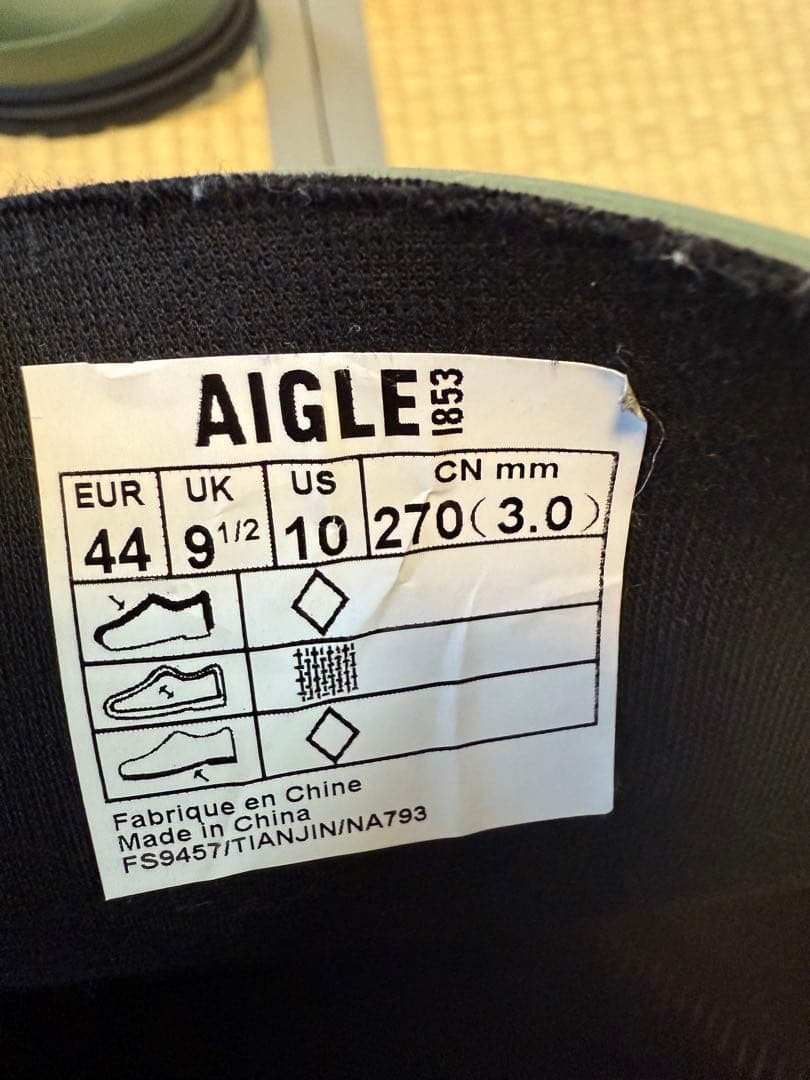 AIGLE 1853
EUR UK US CN mm
44 9 1/2 10 270(3.0)
Fabriqué en Chine
Made in China
FS9457/TIANJIN/NA793